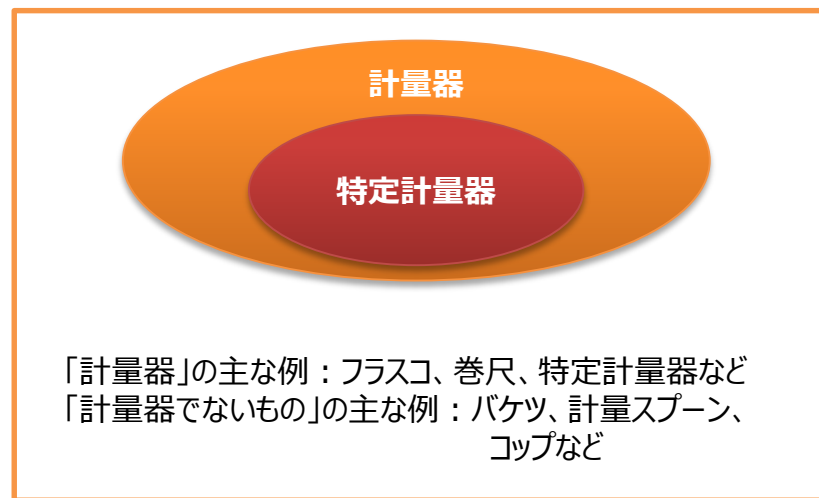 計量器
特定計量器
「計量器」の主な例：フラスコ、巻尺、特定計量器など
「計量器でないもの」の主な例：バケツ、計量スプーン、
コップなど